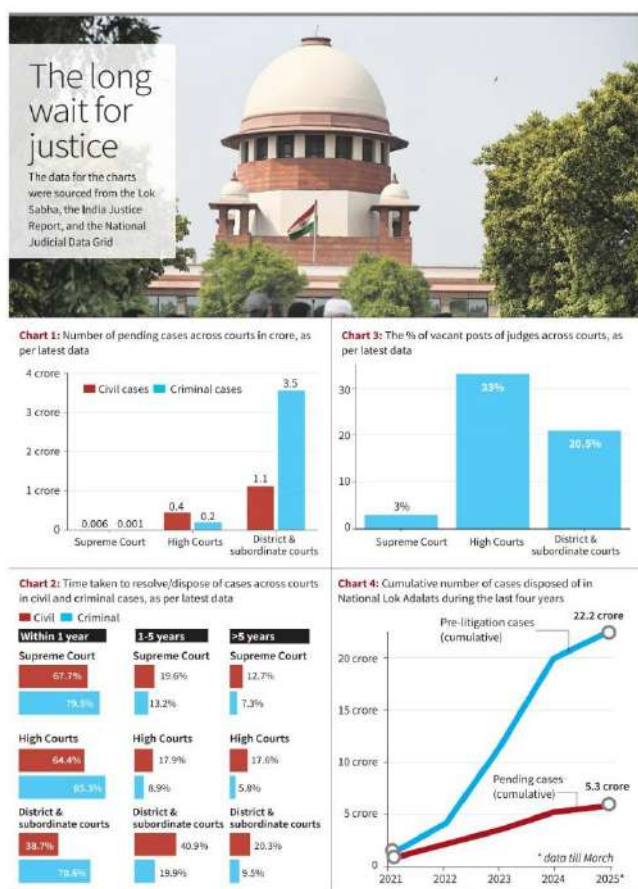 The long
wait for
justice
The data for the charts
were sourced from the Lok
Sabha, the India Justice
Report, and the National
Judicial Data Grid
Chart 1: Number of pending cases across courts in crore, as
per latest data
4 crore
3 crore
2 crore
1 crore
0
Civil cases Criminal cases
0.006 0.001
0.4 0.2
1.1 3.5
Supreme Court High Courts District &
subordinate courts
Chart 3: The % of vacant posts of judges across courts, as
per latest data
30
20
10
0
3%
33%
20.5%
Supreme Court High Courts District &
subordinate courts
Chart 2: Time taken to resolve/dispose of cases across courts
in civil and criminal cases, as per latest data
Civil Criminal
Within 1 year 1-5 years >5 years
Supreme Court Supreme Court Supreme Court
67.7% 19.6% 12.7%
79.5% 13.2% 7.3%
High Courts High Courts High Courts
64.4% 17.9% 17.6%
85.3% 8.9% 5.8%
District & District & District &
subordinate courts subordinate courts subordinate courts
38.7% 40.9% 20.3%
70.6% 19.9% 9.5%
Chart 4: Cumulative number of cases disposed of in
National Lok Adalats during the last four years
22.2 crore
Pre-litigation cases
(cumulative)
20 crore
15 crore
10 crore
5 crore
0
Pending cases
(cumulative)
5.3 crore
* data till March
2021 2022 2023 2024 2025*